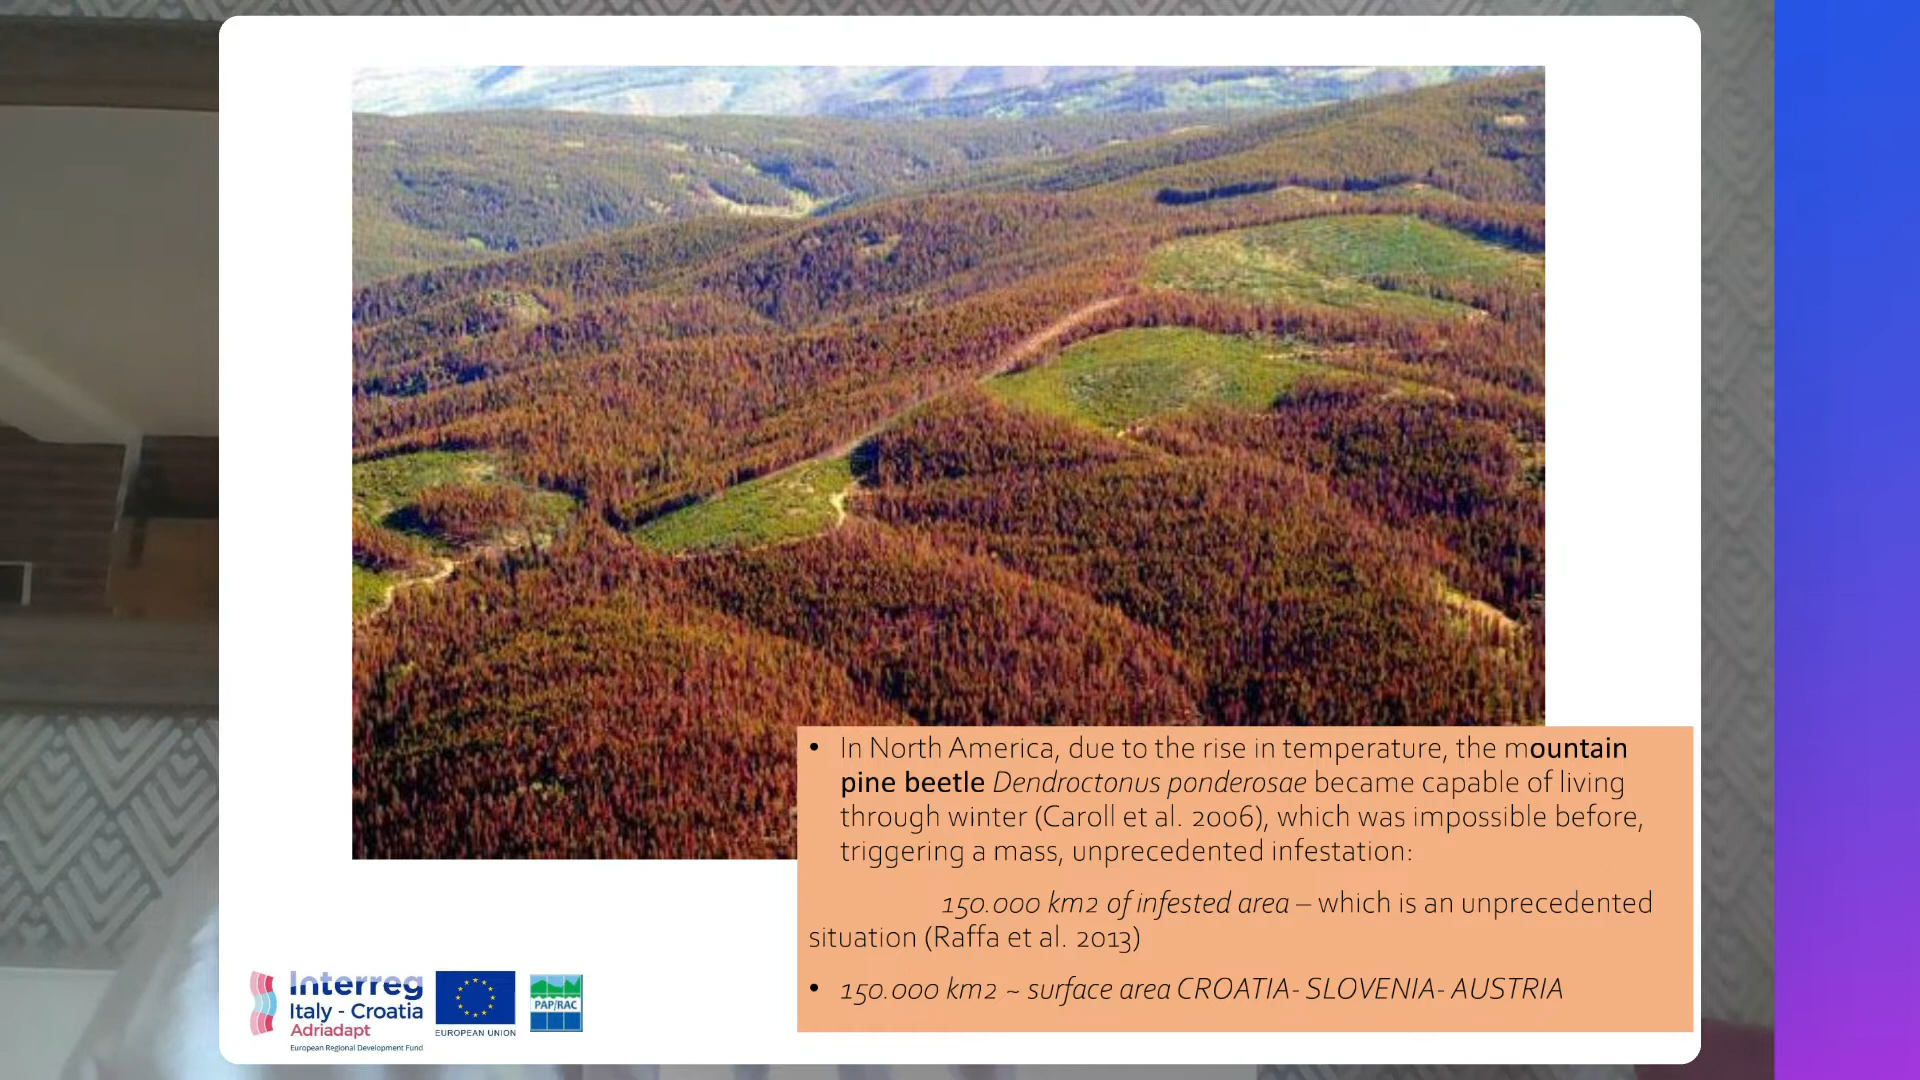 • In North America, due to the rise in temperature, the mountain
pine beetle Dendroctonus ponderosae became capable of living
through winter (Caroll et al. 2006), which was impossible before,
triggering a mass, unprecedented infestation:
150.000 km2 of infested area – which is an unprecedented
situation (Raffa et al. 2013)
• 150.000 km2 ~ surface area CROATIA- SLOVENIA- AUSTRIA
Interreg
Italy - Croatia
Adriadapt
European Regional Development Fund
EUROPEAN UNION
PAP/RAC